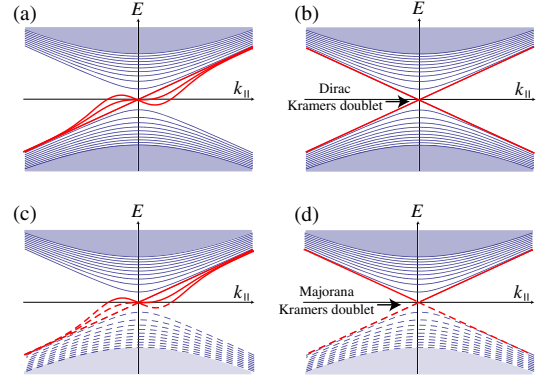 (a)
E
k||
(b)
E
k||
Dirac
Kramers doublet
(c)
E
k||
(d)
E
k||
Majorana
Kramers doublet